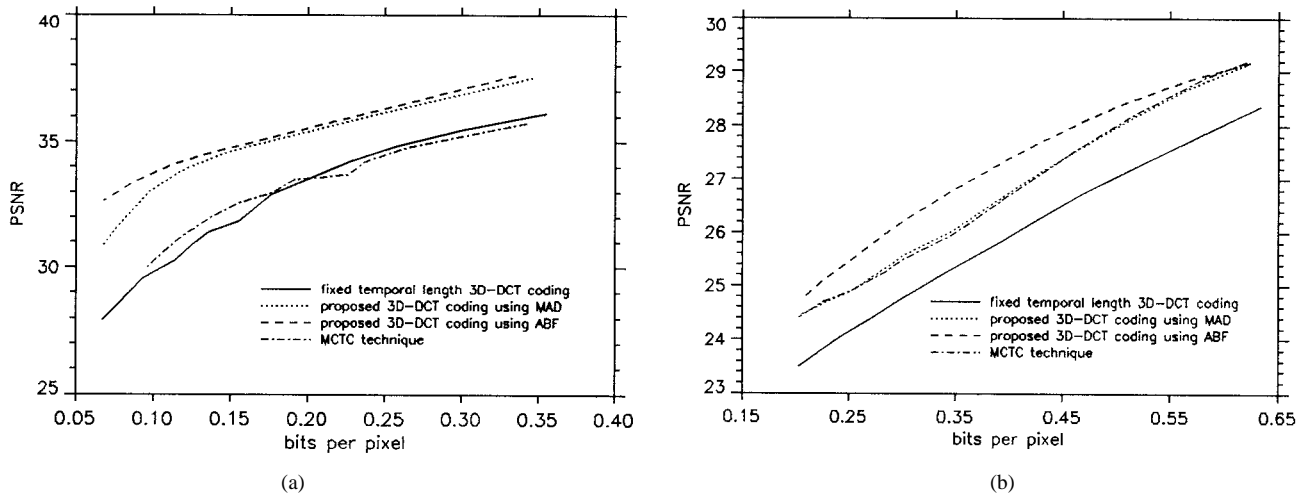 40
35
30
25
PSNR
0.05 0.10 0.15 0.20 0.25 0.30 0.35 0.40
bits per pixel
fixed temporal length 3D-DCT coding
proposed 3D-DCT coding using MAD
proposed 3D-DCT coding using ABF
MCTC technique
(a)
30
29
28
27
26
25
24
23
PSNR
0.15 0.25 0.35 0.45 0.55 0.65
bits per pixel
fixed temporal length 3D-DCT coding
proposed 3D-DCT coding using MAD
proposed 3D-DCT coding using ABF
MCTC technique
(b)